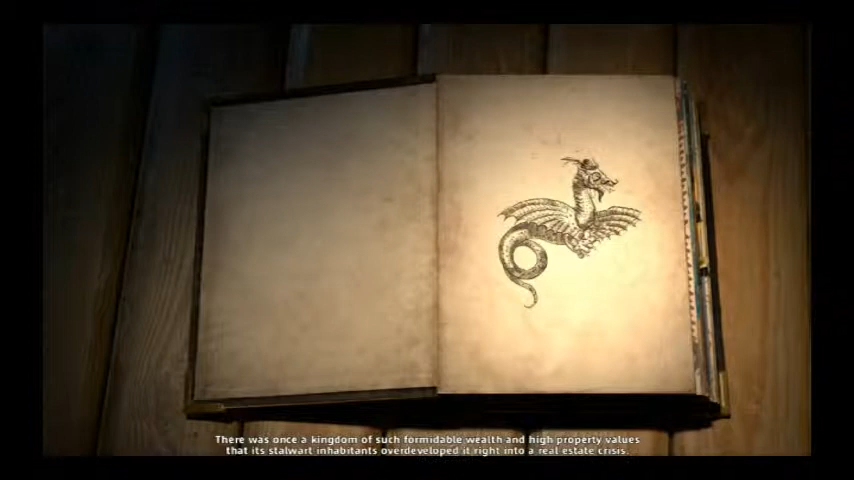 There was once a kingdom of such formidable wealth and high property values
that its stalwart inhabitants overdeveloped it right into a real estate crisis.